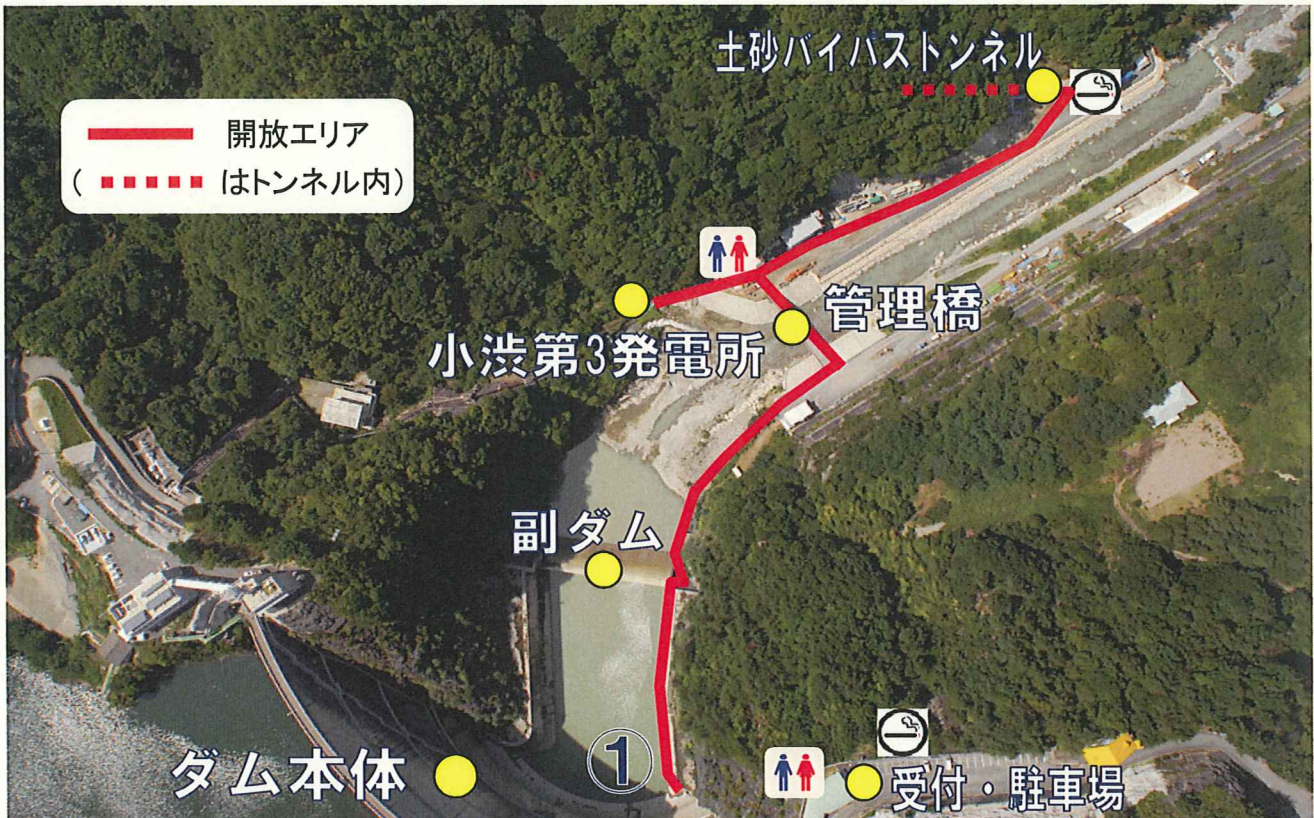 土砂バイパストンネル
開放エリア
( はトンネル内)
管理橋
小渋第3発電所
副ダム
ダム本体
①
受付・駐車場